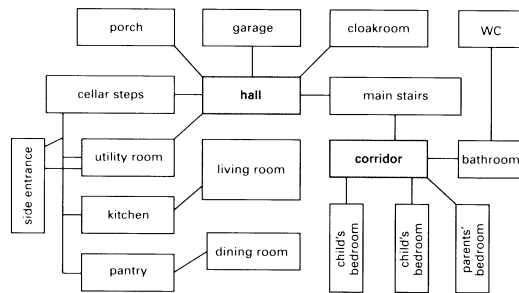 porch
garage
cloakroom
WC
cellar steps
hall
main stairs
side entrance
utility room
living room
corridor
bathroom
kitchen
child's
bedroom
child's
bedroom
parents'
bedroom
pantry
dining room